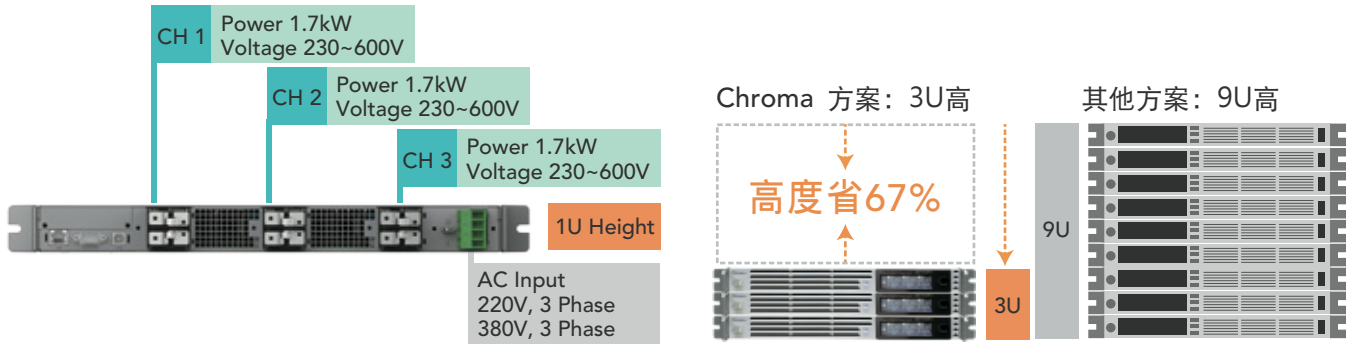 CH 1
Power 1.7kW
Voltage 230~600V
CH 2
Power 1.7kW
Voltage 230~600V
CH 3
Power 1.7kW
Voltage 230~600V
1U Height
AC Input
220V, 3 Phase
380V, 3 Phase
Chroma 方案：3U高
其他方案：9U高
高度省67%
9U
3U